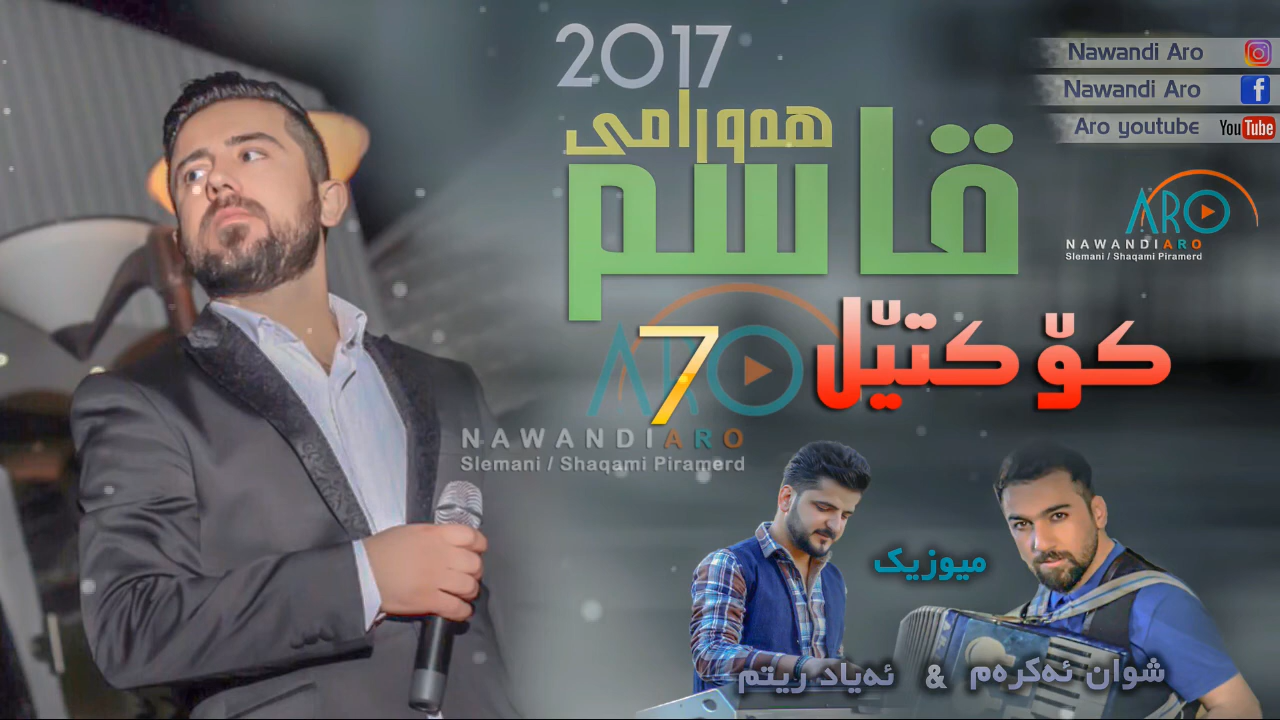 2017
قاسم
هەورامی
کۆکتێل
7
ARO
NAWANDIARO
Slemani / Shaqami Piramerd
Nawandi Aro
Nawandi Aro
Aro youtube YouTube
ARO
NAWANDIARO
Slemani / Shaqami Piramerd
میوزیک
شوان ئەکرەم & ئەیاد ریتم